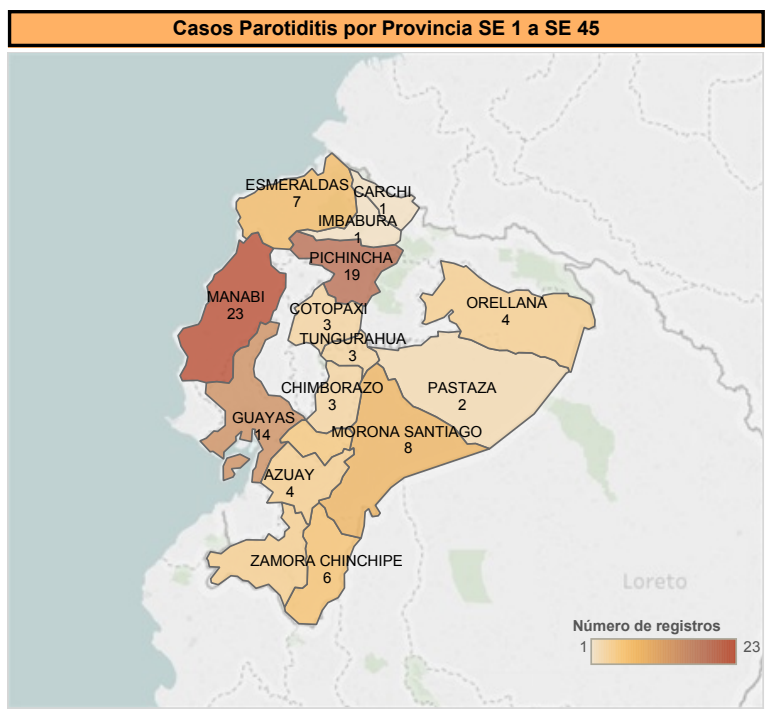 Casos Parotiditis por Provincia SE 1 a SE 45
ESMERALDAS
7
CARCHI
1
IMBABURA
1
PICHINCHA
19
MANABI
23
ORELLANA
4
COTOPAXI
3
TUNGURAHUA
3
CHIMBORAZO
3
PASTAZA
2
GUAYAS
14
MORONA SANTIAGO
8
AZUAY
4
ZAMORA CHINCHIPE
6
Loreto
Número de registros
1
23